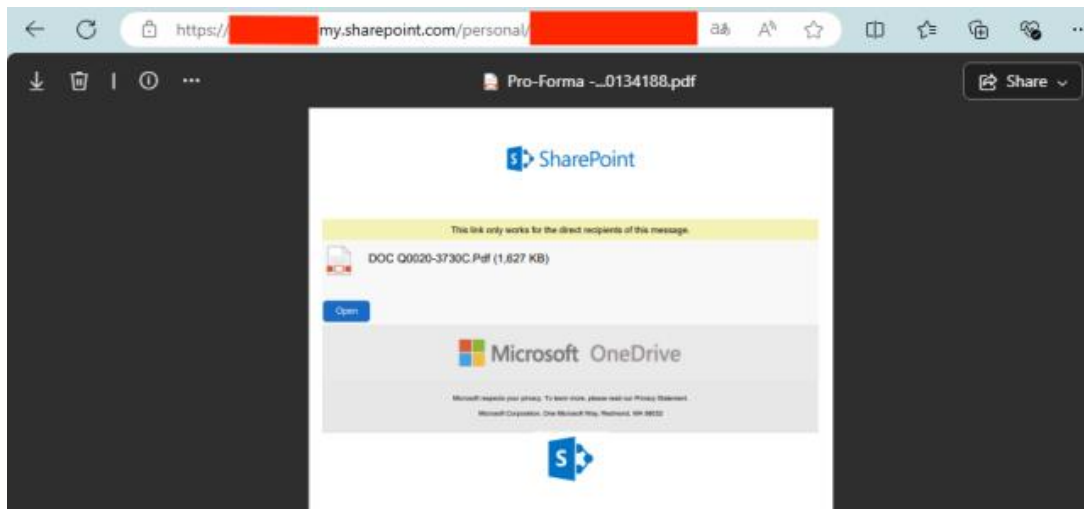 https:// my.sharepoint.com/personal/
Pro-Forma -...0134188.pdf
Share
SharePoint
This link only works for the direct recipients of this message.
DOC Q0020-3730C.Pdf (1,627 KB)
Open
Microsoft OneDrive
Microsoft respects your privacy. To learn more, please read our Privacy Statement.
Microsoft Corporation, One Microsoft Way, Redmond, WA 98052